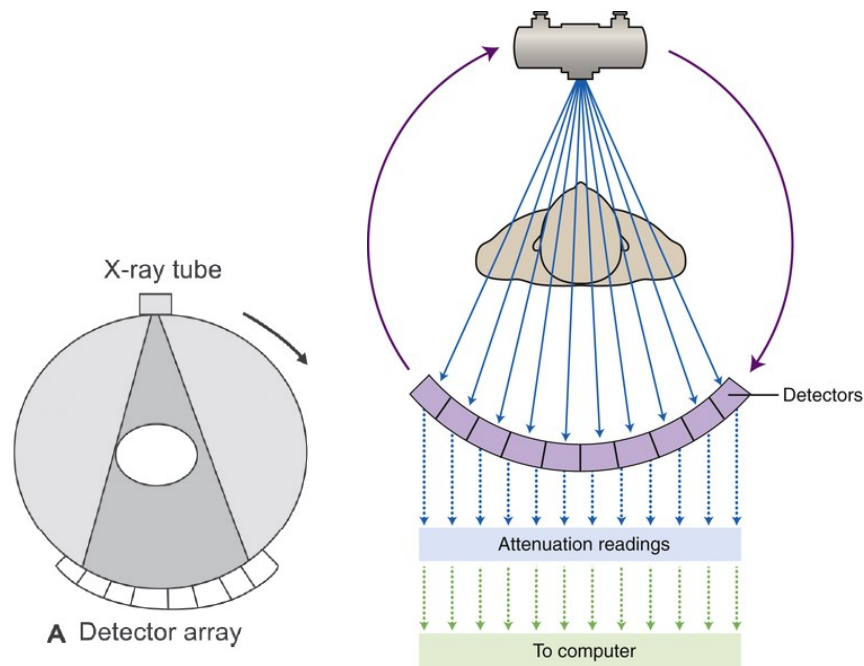 X-ray tube
A Detector array
Detectors
Attenuation readings
To computer